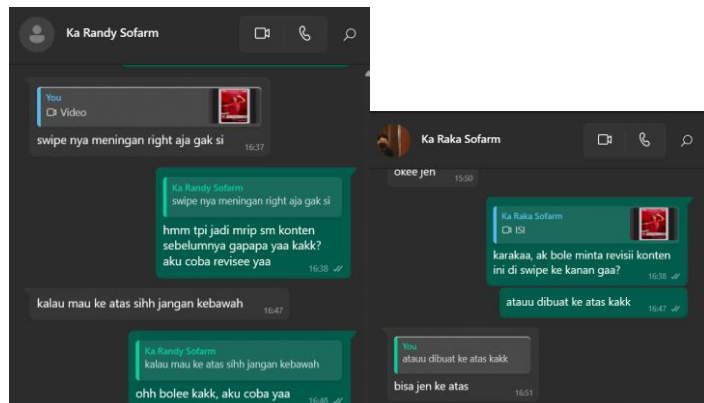 Ka Randy Sofarm
You
Video
swipe nya meningan right aja gak si
16:37
Ka Randy Sofarm
swipe nya meningan right aja gak si
hmm tpi jadi mrip sm konten
sebelumnya gapapa yaa kakk?
aku coba revisee yaa
16:38
kalau mau ke atas sihh jangan kebawah
16:47
Ka Randy Sofarm
kalau mau ke atas sihh jangan kebawah
ohh bolee kakk, aku coba yaa
16:48
Ka Raka Sofarm
okee jen
15:50
Ka Raka Sofarm
ISI
karakaa, ak bole minta revisii konten
ini di swipe ke kanan gaa?
16:38
atauu dibuat ke atas kakk
16:47
You
atauu dibuat ke atas kakk
bisa jen ke atas
16:51